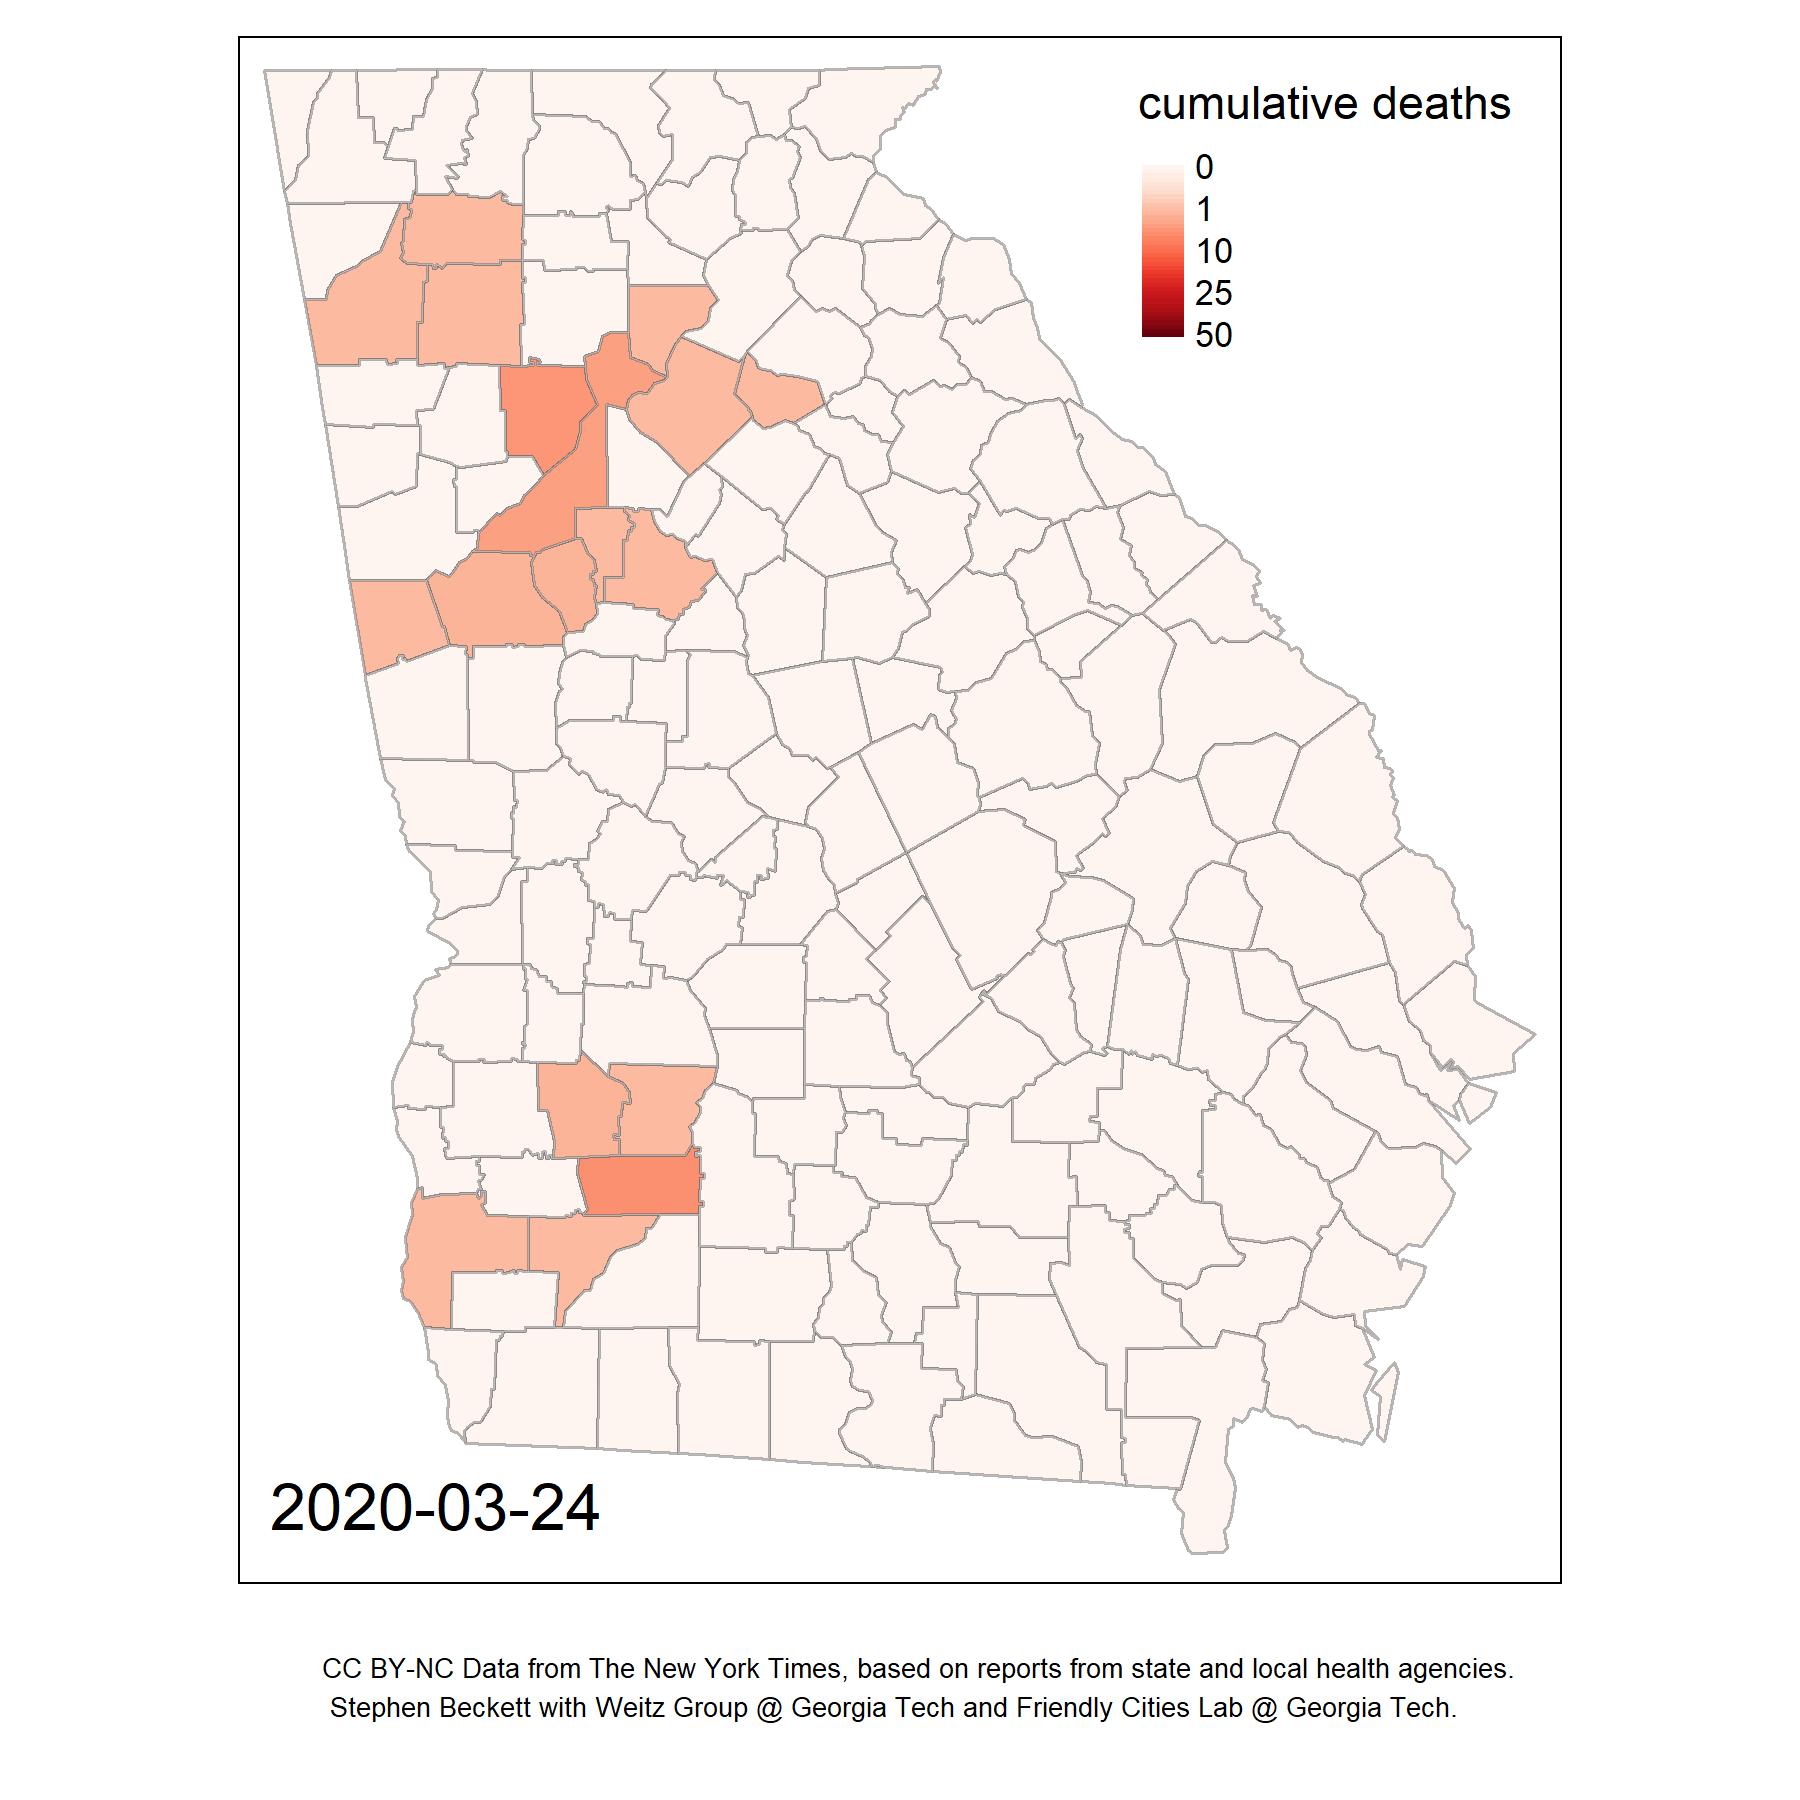 cumulative deaths
0
1
10
25
50
2020-03-24
CC BY-NC Data from The New York Times, based on reports from state and local health agencies.
Stephen Beckett with Weitz Group @ Georgia Tech and Friendly Cities Lab @ Georgia Tech.